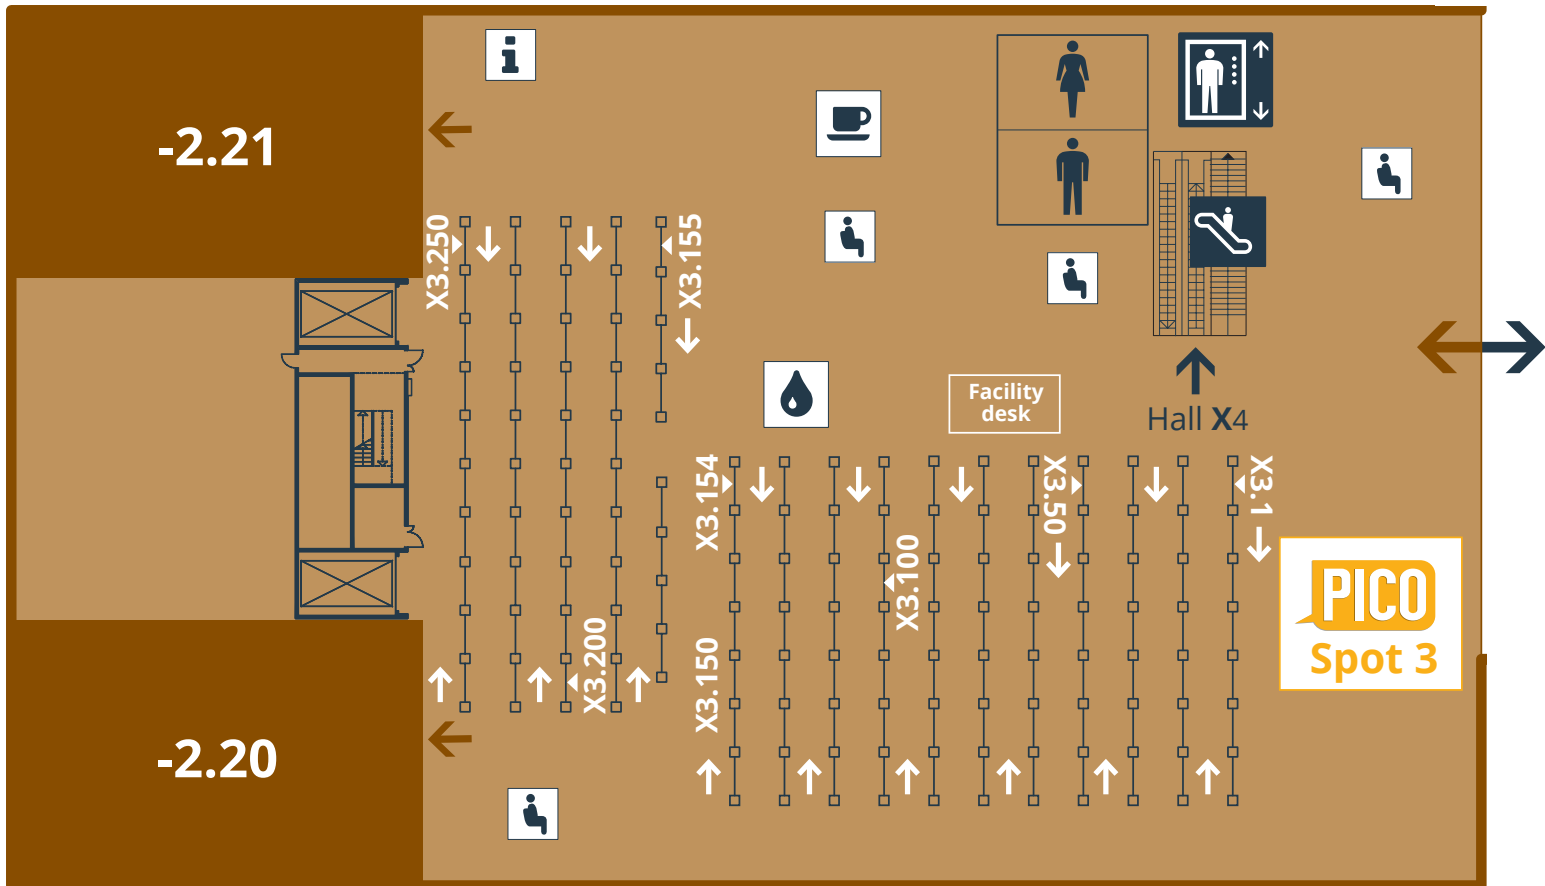 i
-2.21
X3.250
X3.155
Facility
desk
Hall X4
X3.154
X3.50
X3.1
X3.100
X3.200
X3.150
PICO
Spot 3
-2.20